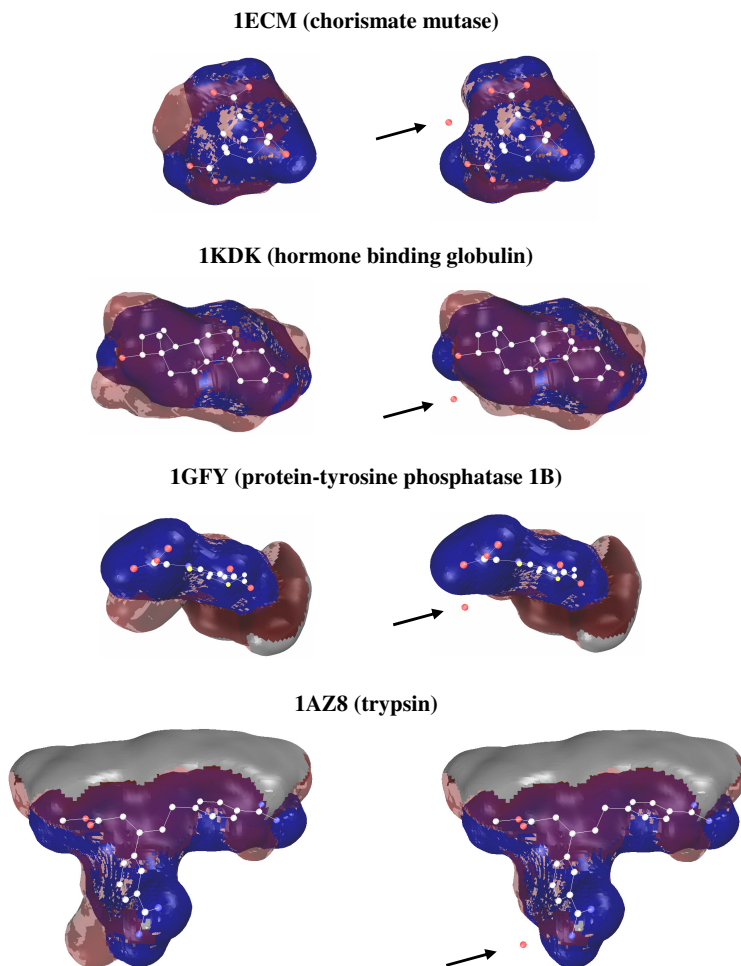 1ECM (chorismate mutase)
1KDK (hormone binding globulin)
1GFY (protein-tyrosine phosphatase 1B)
1AZ8 (trypsin)